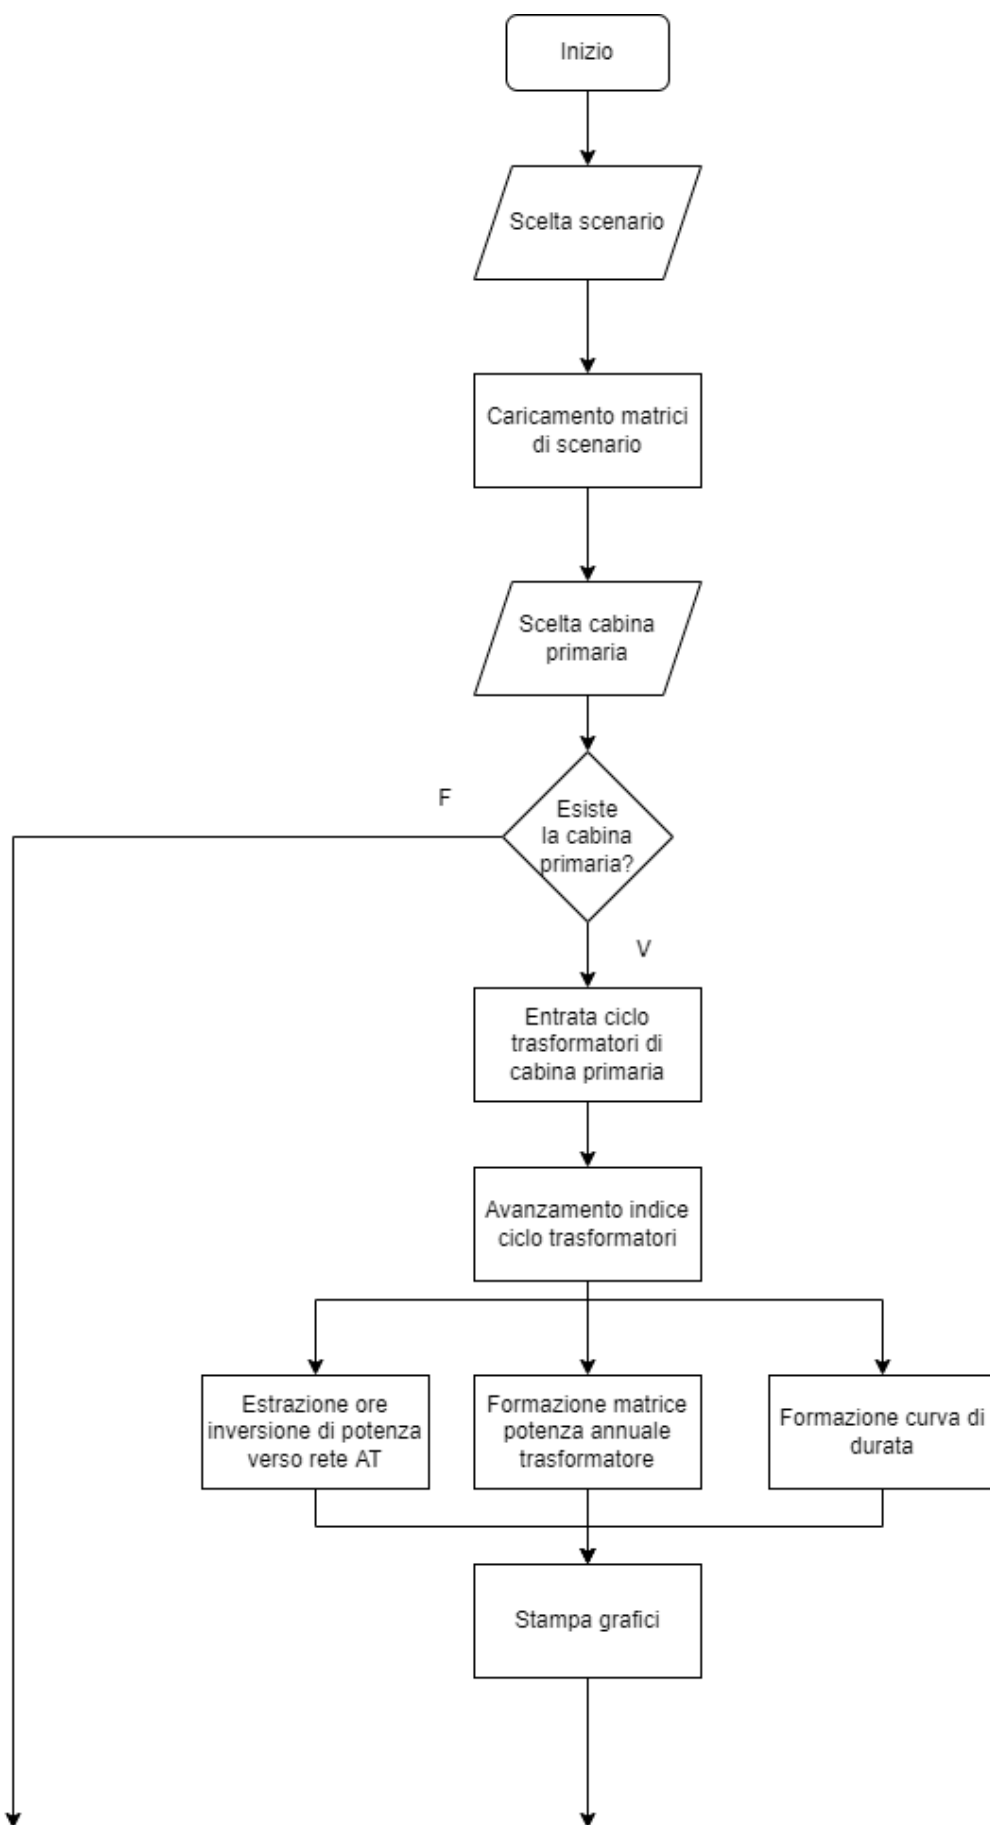 Inizio
Scelta scenario
Caricamento matrici
di scenario
Scelta cabina
primaria
F
Esiste
la cabina
primaria?
V
Entrata ciclo
trasformatori di
cabina primaria
Avanzamento indice
ciclo trasformatori
Estrazione ore
inversione di potenza
verso rete AT
Formazione matrice
potenza annuale
trasformatore
Formazione curva di
durata
Stampa grafici